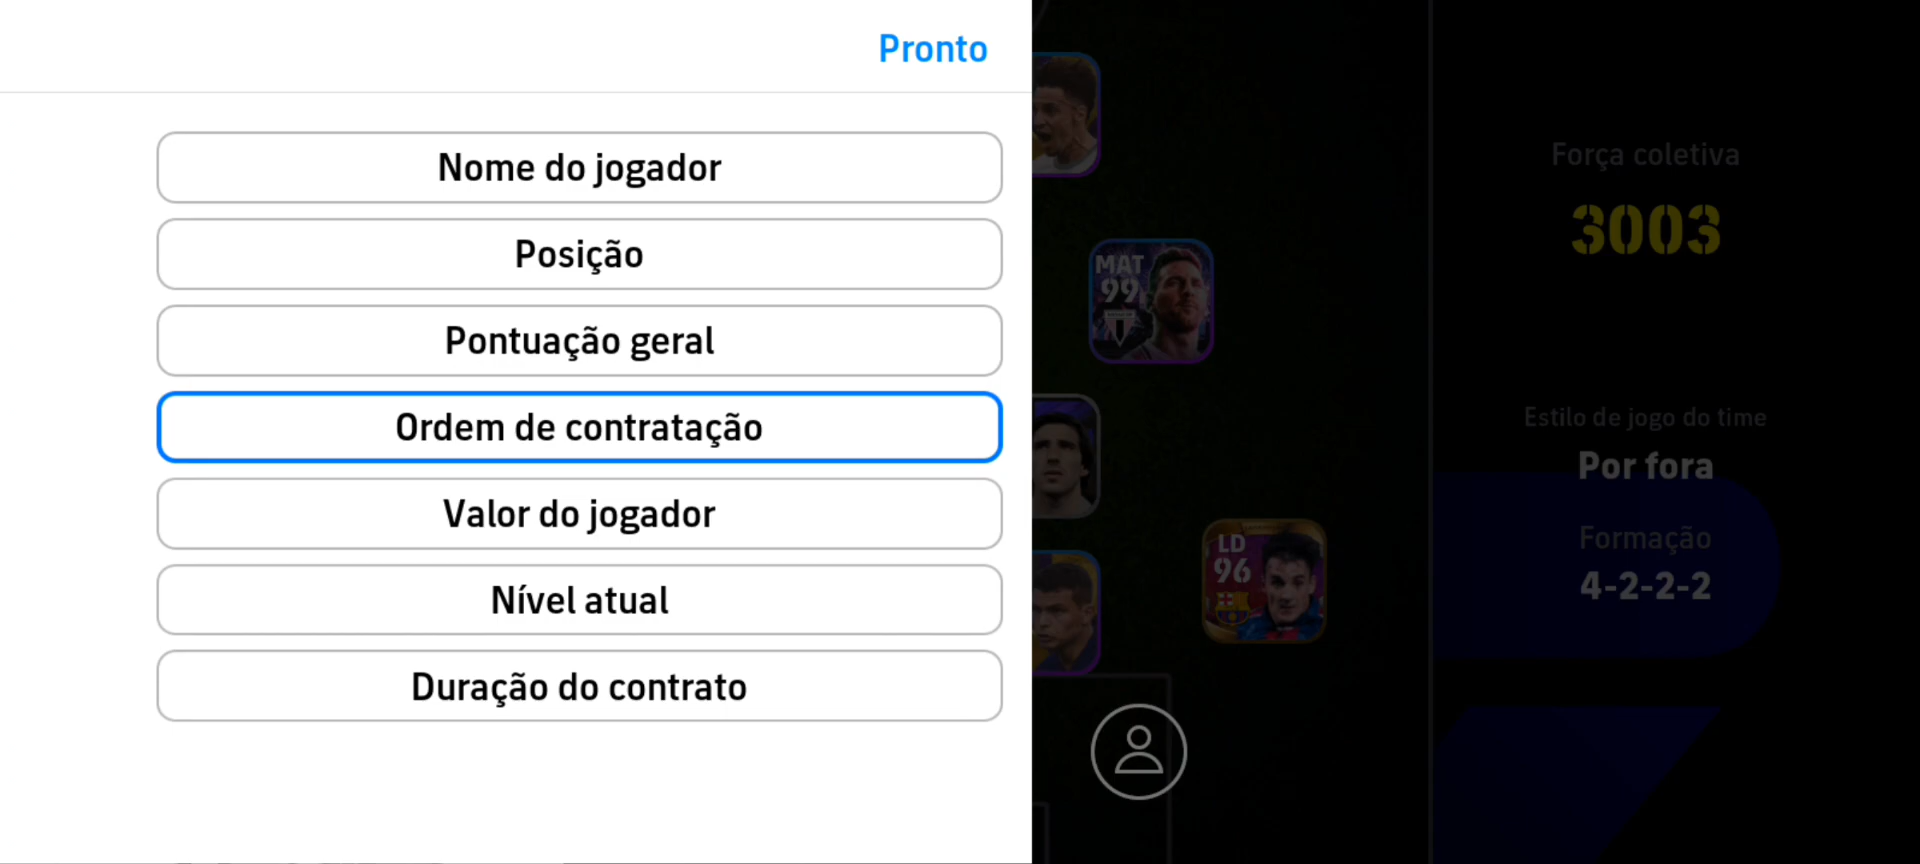 Pronto
Nome do jogador
Posição
Pontuação geral
Ordem de contratação
Valor do jogador
Nível atual
Duração do contrato
MAT
99
LD
96
Força coletiva
3003
Estilo de jogo do time
Por fora
Formação
4-2-2-2